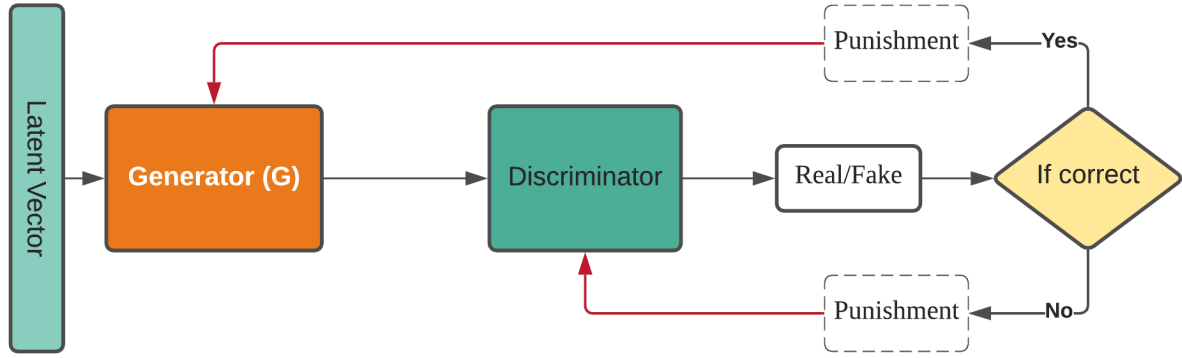 Latent Vector
Generator (G)
Discriminator
Real/Fake
If correct
Yes
Punishment
No
Punishment